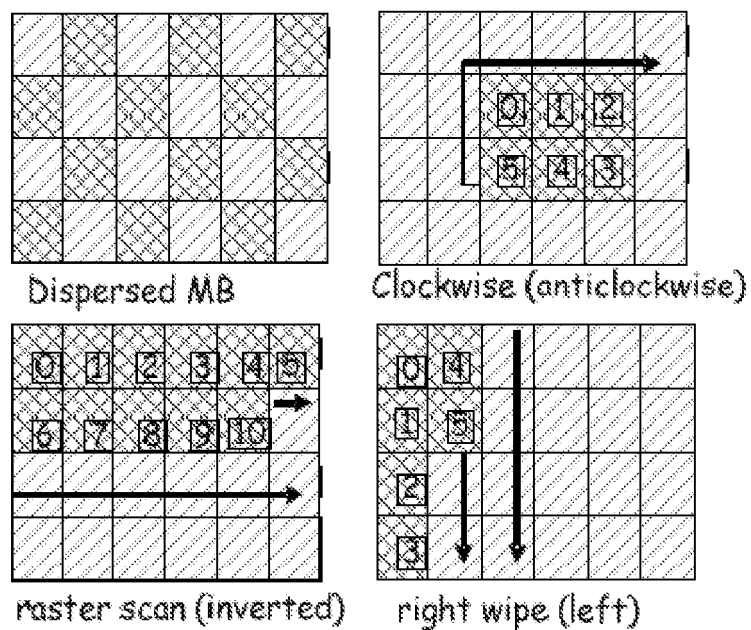 0 1 2
5 4 3
Dispersed MB
Clockwise (anticlockwise)
0 1 2 3 4 5
6 7 8 9 10
0 4
1 5
2
3
raster scan (inverted)
right wipe (left)